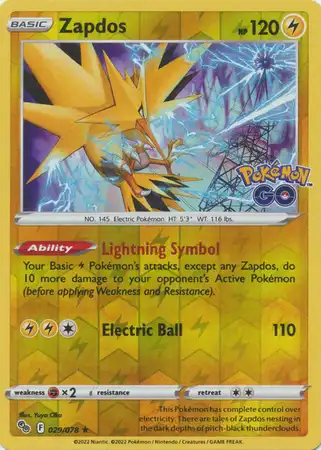 BASIC
Zapdos
HP 120
Pokémon GO
NO. 145 Electric Pokémon HT: 5'3" WT: 116 lbs.
Ability Lightning Symbol
Your Basic Pokémon's attacks, except any Zapdos, do
10 more damage to your opponent's Active Pokémon
(before applying Weakness and Resistance).
Electric Ball 110
weakness ×2 resistance retreat
Illus. Yuya Oka
F 029/078 ★
©2022 Niantic. ©2022 Pokémon / Nintendo / Creatures / GAME FREAK.
This Pokémon has complete control over
electricity. There are tales of Zapdos nesting
in the dark depths of pitch-black thunderclouds.